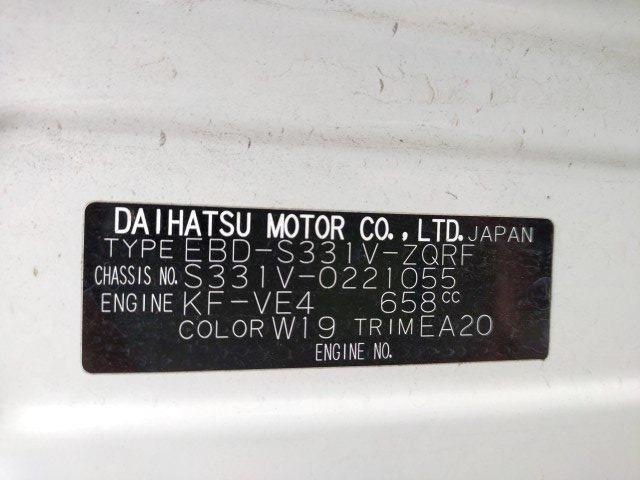 DAIHATSU MOTOR CO., LTD. JAPAN
TYPE EBD-S331V-ZQRF
CHASSIS NO. S331V-0221055
ENGINE KF-VE4 658cc
COLOR W19 TRIM EA20
ENGINE NO.